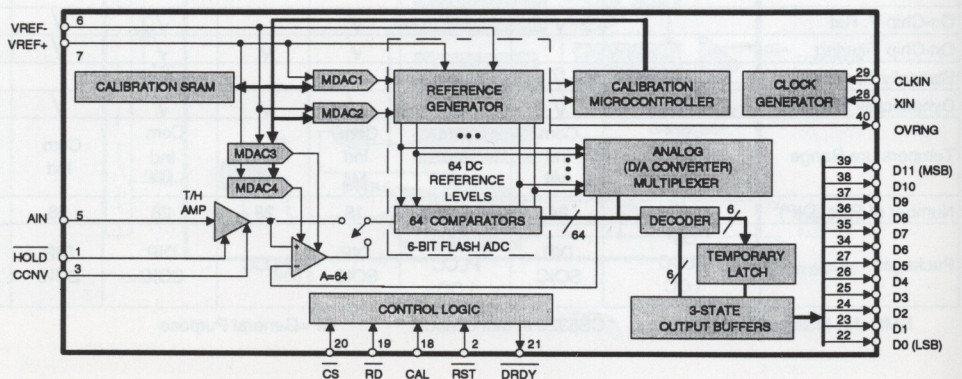 VREF- 6
VREF+
7
CALIBRATION SRAM
MDAC1
MDAC2
MDAC3
MDAC4
REFERENCE
GENERATOR
CALIBRATION
MICROCONTROLLER
CLOCK
GENERATOR
29 CLKIN
28 XIN
40 OVRNG
64 DC
REFERENCE
LEVELS
ANALOG
(D/A CONVERTER)
MULTIPLEXER
T/H
AMP
AIN 5
HOLD 1
CCNV 3
A=64
64 COMPARATORS
64
6-BIT FLASH ADC
DECODER
6
6
TEMPORARY
LATCH
3-STATE
OUTPUT BUFFERS
CONTROL LOGIC
39 D11 (MSB)
38 D10
37 D9
36 D8
35 D7
34 D6
27 D5
26 D4
25 D3
24 D2
23 D1
22 D0 (LSB)
20 19 18 2 21
CS RD CAL RST DRDY